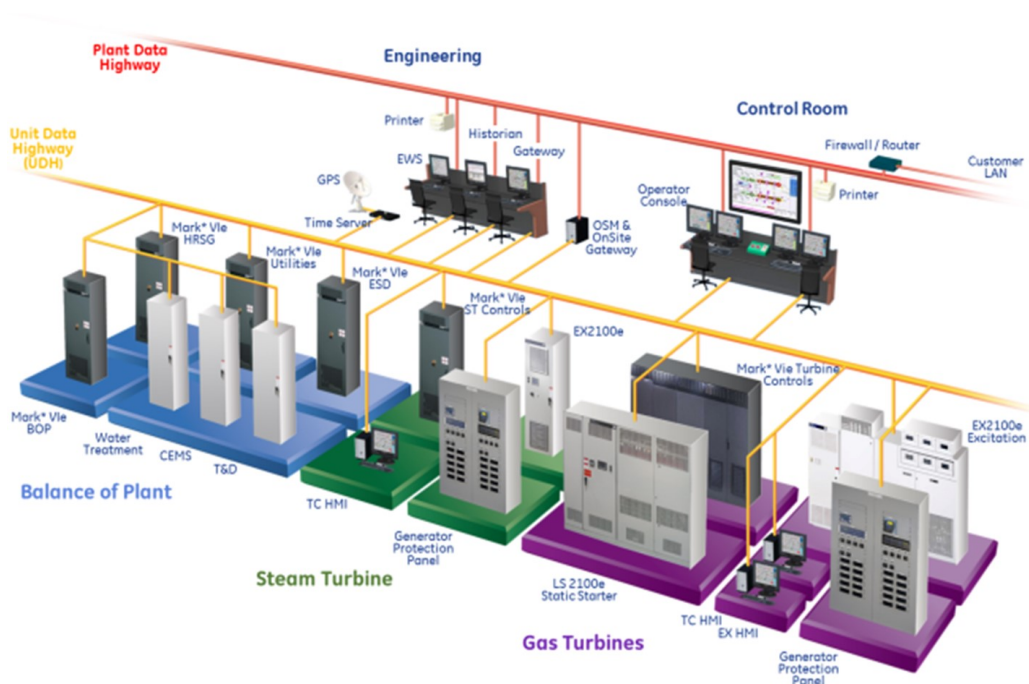 Plant Data
Highway
Engineering
Control Room
Unit Data
Highway
(UDH)
Printer
Historian
Gateway
EWS
GPS
Time Server
OSM &
OnSite
Gateway
Firewall / Router
Customer
LAN
Printer
Operator
Console
Mark* VIe
HRSG
Mark* VIe
Utilities
Mark* VIe
ESD
Mark* VIe
ST Controls
EX2100e
Mark* Vie Turbine
Controls
EX2100e
Excitation
Mark* VIe
BOP
Water
Treatment
CEMS
T&D
Balance of Plant
TC HMI
Generator
Protection
Panel
Steam Turbine
LS 2100e
Static Starter
TC HMI
EX HMI
Gas Turbines
Generator
Protection
Panel